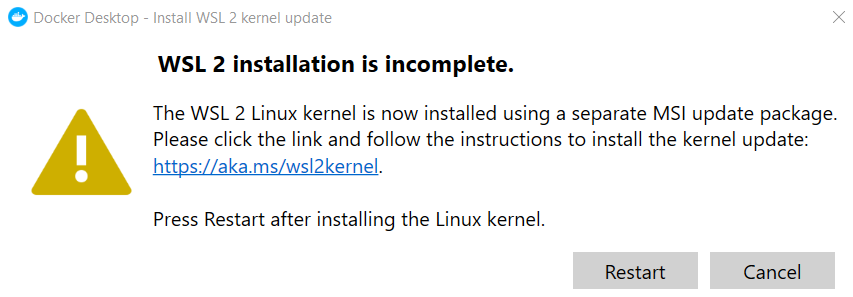 Docker Desktop - Install WSL 2 kernel update
WSL 2 installation is incomplete.
The WSL 2 Linux kernel is now installed using a separate MSI update package.
Please click the link and follow the instructions to install the kernel update:
https://aka.ms/wsl2kernel.
Press Restart after installing the Linux kernel.
Restart Cancel